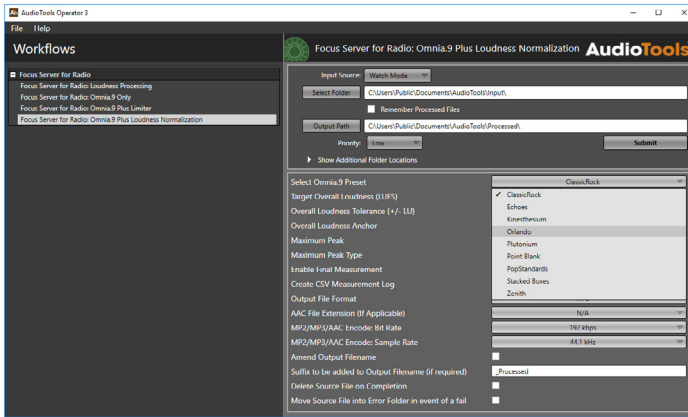 AudioTools Operator 3
File Help
Workflows
Focus Server for Radio
Focus Server for Radio: Loudness Processing
Focus Server for Radio: Omnia.9 Only
Focus Server for Radio: Omnia.9 Plus Limiter
Focus Server for Radio: Omnia.9 Plus Loudness Normalization
Focus Server for Radio: Omnia.9 Plus Loudness Normalization AudioTools
Input Source: Watch Mode
Select Folder C:\Users\Public\Documents\AudioTools\Input\
Remember Processed Files
Output Path C:\Users\Public\Documents\AudioTools\Processed\
Priority: Low Submit
Show Additional Folder Locations
Select Omnia.9 Preset ClassicRock
Target Overall Loudness (LUFS) ✓ ClassicRock
Overall Loudness Tolerance (+/- LU) Echoes
Kinesthesium
Overall Loudness Anchor Orlando
Maximum Peak Plutonium
Maximum Peak Type Point Blank
Enable Final Measurement PopStandards
Create CSV Measurement Log Stacked Boxes
Output File Format Zenith
AAC File Extension (If Applicable) N/A
MP2/MP3/AAC Encode: Bit Rate 192 kbps
MP2/MP3/AAC Encode: Sample Rate 44.1 kHz
Amend Output Filename
Suffix to be added to Output Filename (if required) _Processed
Delete Source File on Completion
Move Source File into Error Folder in event of a fail